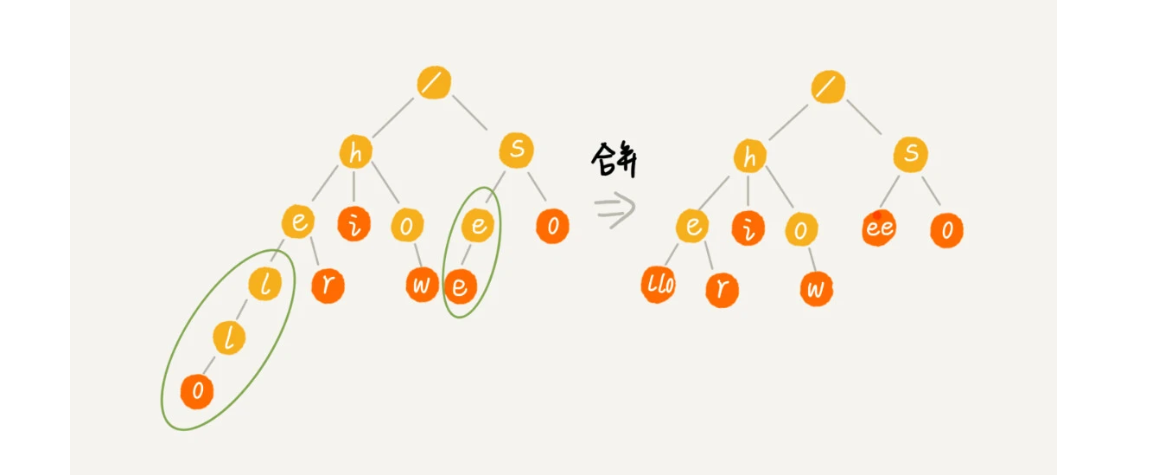 / /
h S 合并 h S
e i o e o e i o ee o
l r w e llo r w
l
o